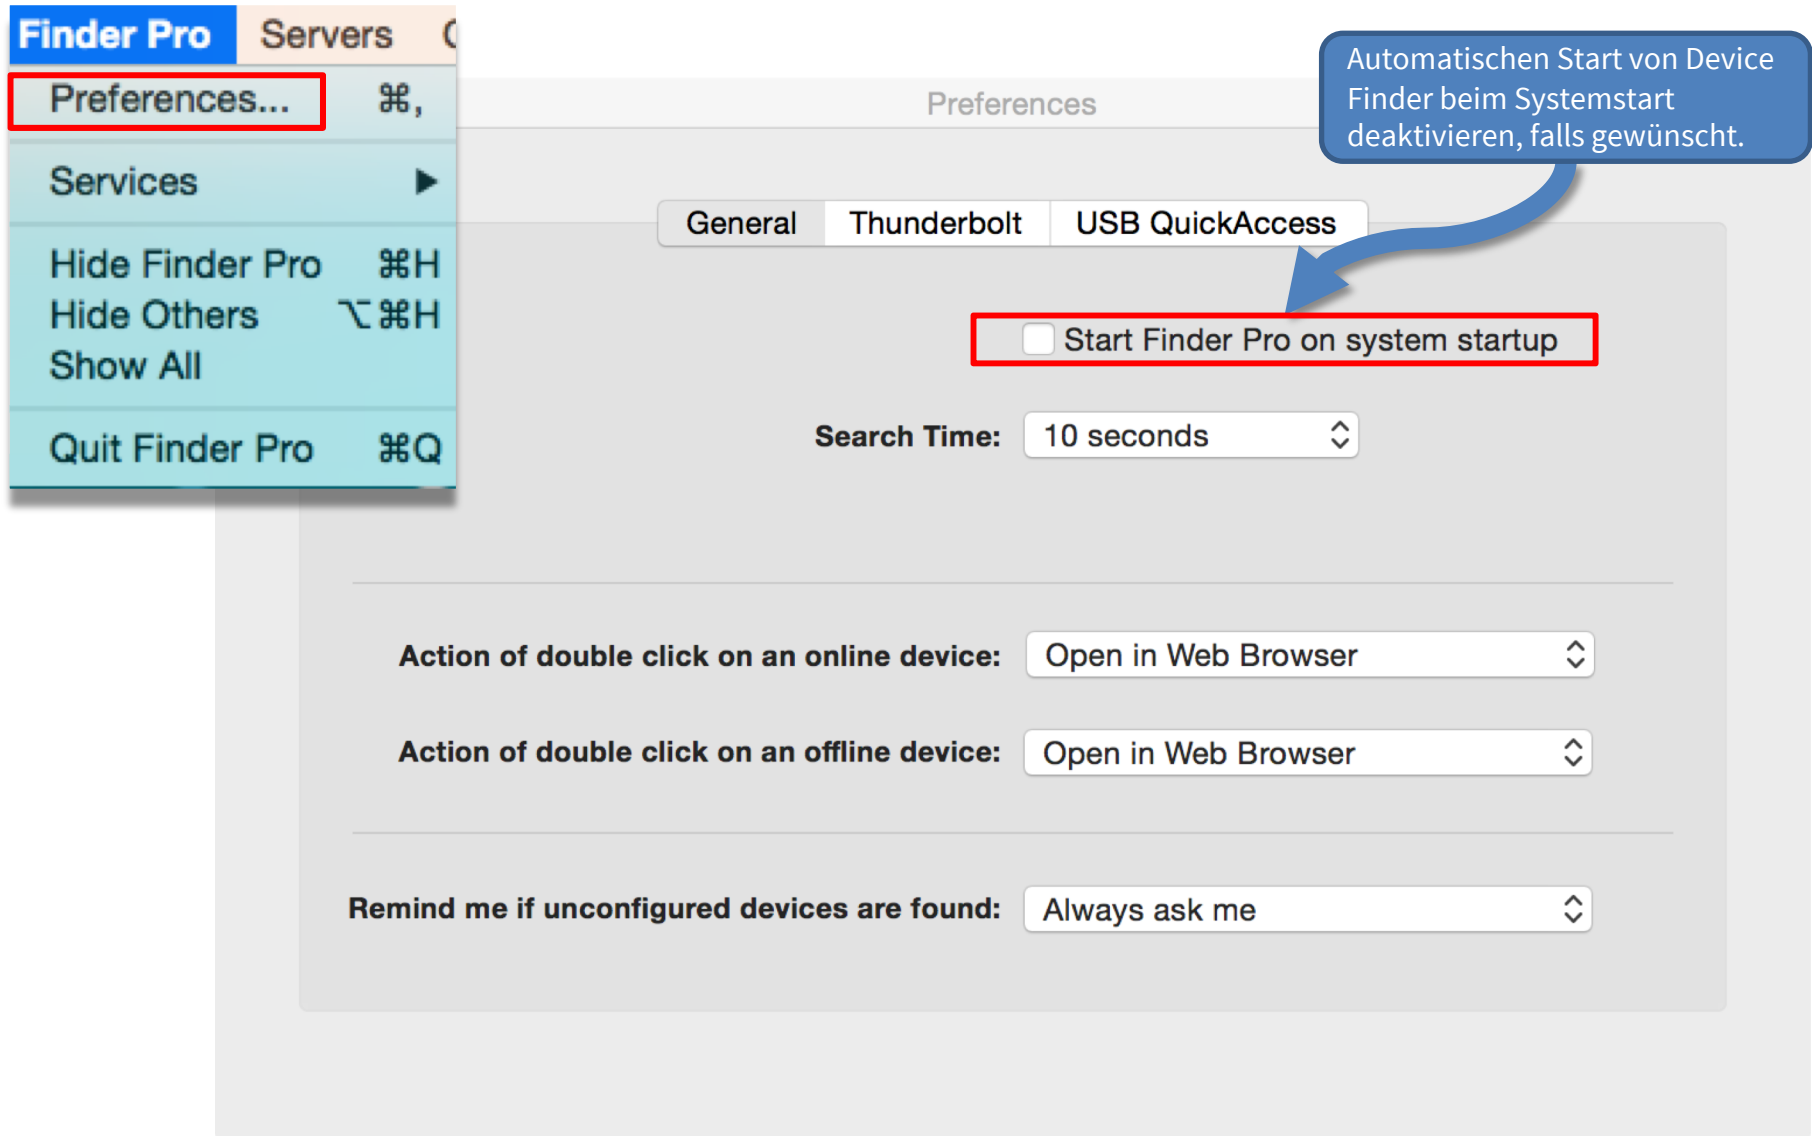 Finder Pro Servers
Preferences... ⌘,
Services ▶
Hide Finder Pro ⌘H
Hide Others ⌥⌘H
Show All
Quit Finder Pro ⌘Q
Automatischen Start von Device
Finder beim Systemstart
deaktivieren, falls gewünscht.
Preferences
General Thunderbolt USB QuickAccess
Start Finder Pro on system startup
Search Time: 10 seconds
Action of double click on an online device: Open in Web Browser
Action of double click on an offline device: Open in Web Browser
Remind me if unconfigured devices are found: Always ask me